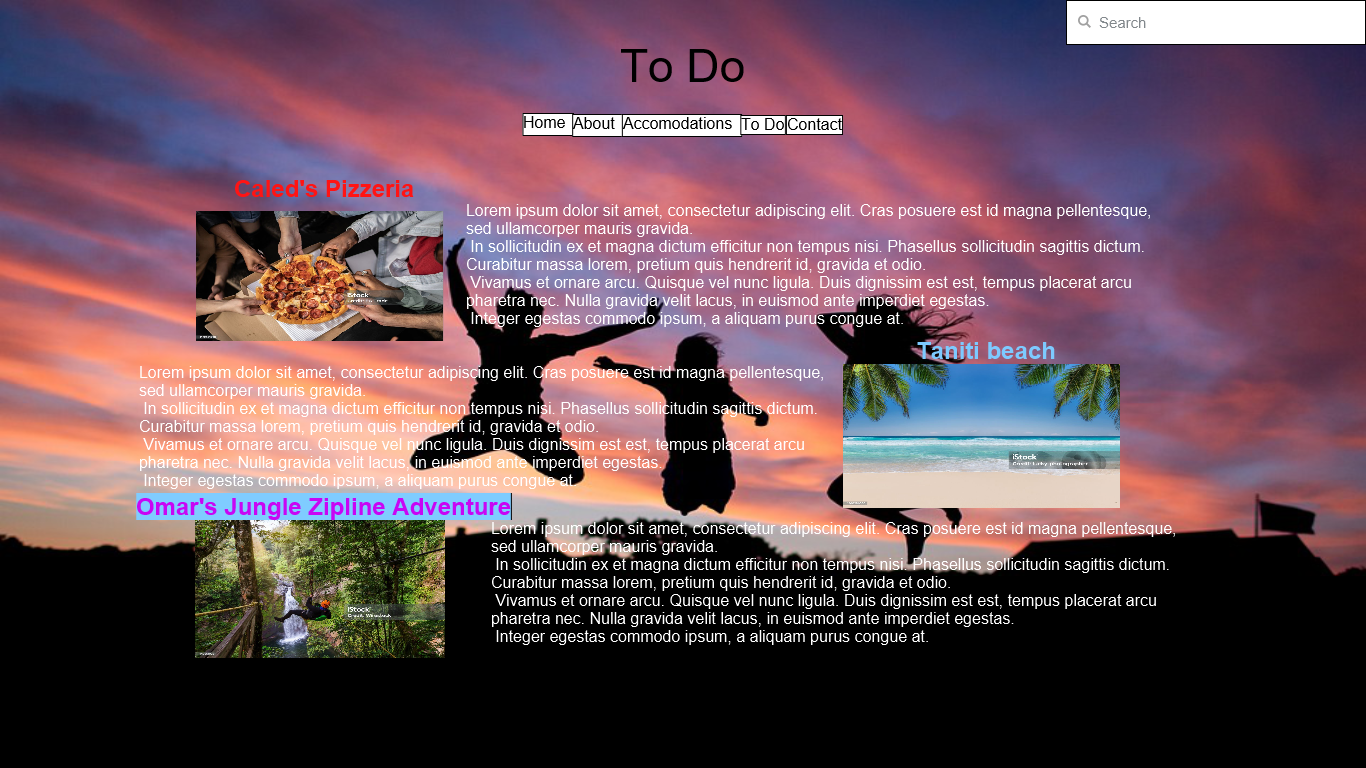 Search
To Do
Home About Accomodations To Do Contact
Caled's Pizzeria
Lorem ipsum dolor sit amet, consectetur adipiscing elit. Cras posuere est id magna pellentesque,
sed ullamcorper mauris gravida.
In sollicitudin ex et magna dictum efficitur non tempus nisi. Phasellus sollicitudin sagittis dictum.
Curabitur massa lorem, pretium quis hendrerit id, gravida et odio.
Vivamus et ornare arcu. Quisque vel nunc ligula. Duis dignissim est est, tempus placerat arcu
pharetra nec. Nulla gravida velit lacus, in euismod ante imperdiet egestas.
Integer egestas commodo ipsum, a aliquam purus congue at.
iStock
Taniti beach
Lorem ipsum dolor sit amet, consectetur adipiscing elit. Cras posuere est id magna pellentesque,
sed ullamcorper mauris gravida.
In sollicitudin ex et magna dictum efficitur non tempus nisi. Phasellus sollicitudin sagittis dictum.
Curabitur massa lorem, pretium quis hendrerit id, gravida et odio.
Vivamus et ornare arcu. Quisque vel nunc ligula. Duis dignissim est est, tempus placerat arcu
pharetra nec. Nulla gravida velit lacus, in euismod ante imperdiet egestas.
Integer egestas commodo ipsum, a aliquam purus congue at
iStock
Credit: lucky-photographer
Omar's Jungle Zipline Adventure
Lorem ipsum dolor sit amet, consectetur adipiscing elit. Cras posuere est id magna pellentesque,
sed ullamcorper mauris gravida.
In sollicitudin ex et magna dictum efficitur non tempus nisi. Phasellus sollicitudin sagittis dictum.
Curabitur massa lorem, pretium quis hendrerit id, gravida et odio.
Vivamus et ornare arcu. Quisque vel nunc ligula. Duis dignissim est est, tempus placerat arcu
pharetra nec. Nulla gravida velit lacus, in euismod ante imperdiet egestas.
Integer egestas commodo ipsum, a aliquam purus congue at.
iStock
Credit: Wirestock